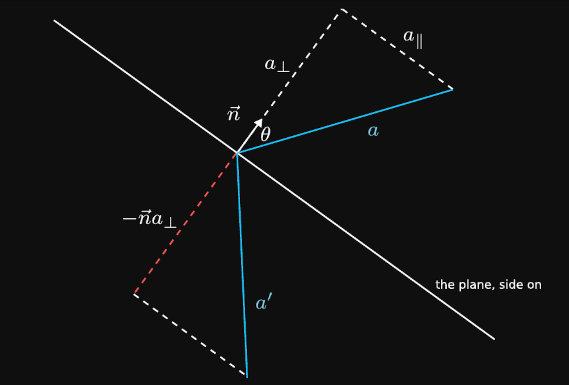 a∥
a⊥
n⃗
θ
a
−n⃗a⊥
the plane, side on
a′